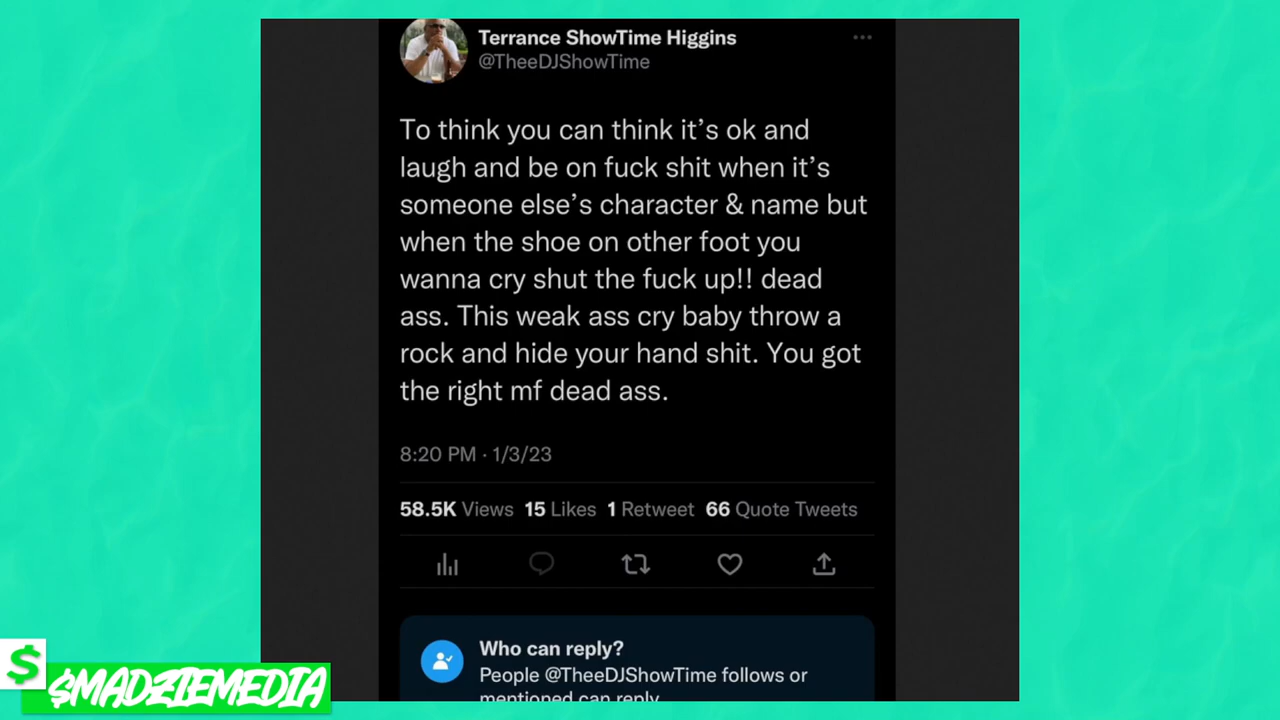 Terrance ShowTime Higgins
@TheeDJShowTime
To think you can think it’s ok and
laugh and be on fuck shit when it’s
someone else’s character & name but
when the shoe on other foot you
wanna cry shut the fuck up!! dead
ass. This weak ass cry baby throw a
rock and hide your hand shit. You got
the right mf dead ass.
8:20 PM · 1/3/23
58.5K Views 15 Likes 1 Retweet 66 Quote Tweets
Who can reply?
People @TheeDJShowTime follows or
mentioned can reply
$ $MADZIEMEDIA